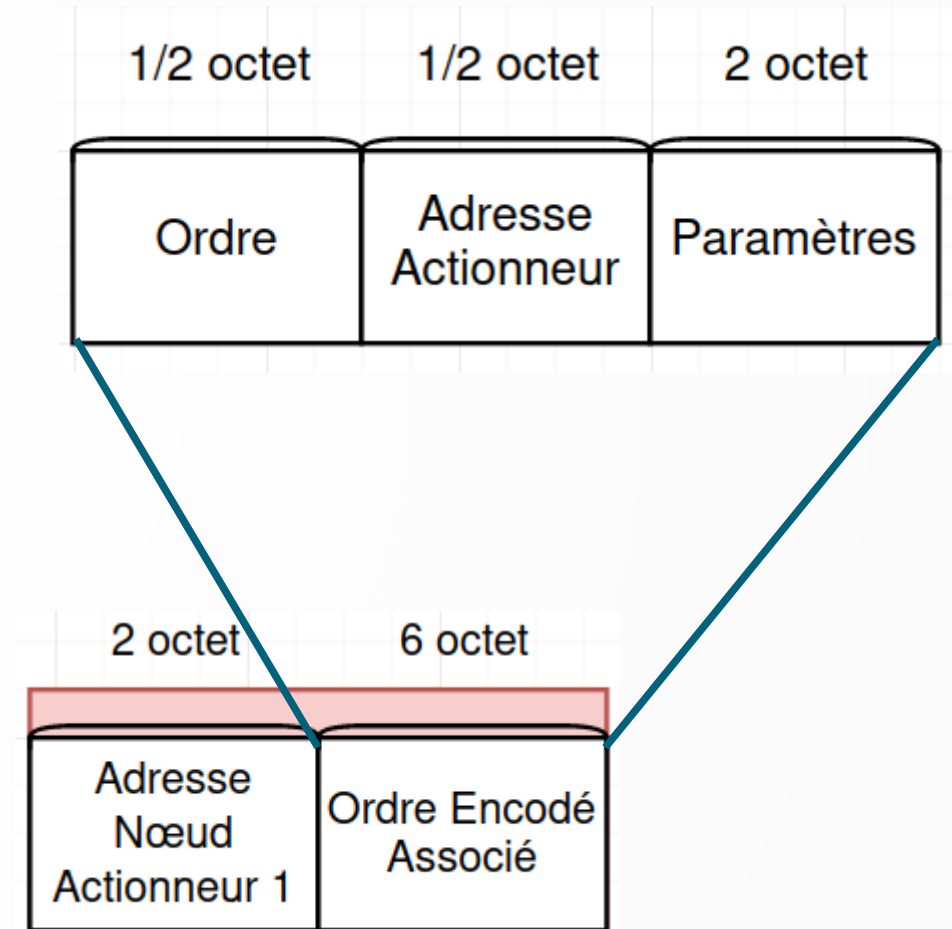 1/2 octet 1/2 octet 2 octet
Ordre
Adresse
Actionneur
Paramètres
2 octet 6 octet
Adresse
Nœud
Actionneur 1
Ordre Encodé
Associé